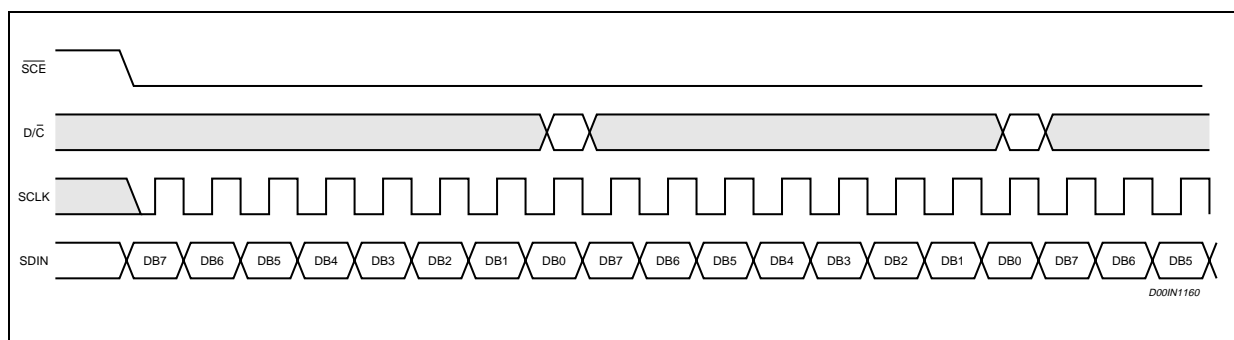 S̅C̅E̅
D/C̅
SCLK
SDIN DB7 DB6 DB5 DB4 DB3 DB2 DB1 DB0 DB7 DB6 DB5 DB4 DB3 DB2 DB1 DB0 DB7 DB6 DB5
D00IN1160